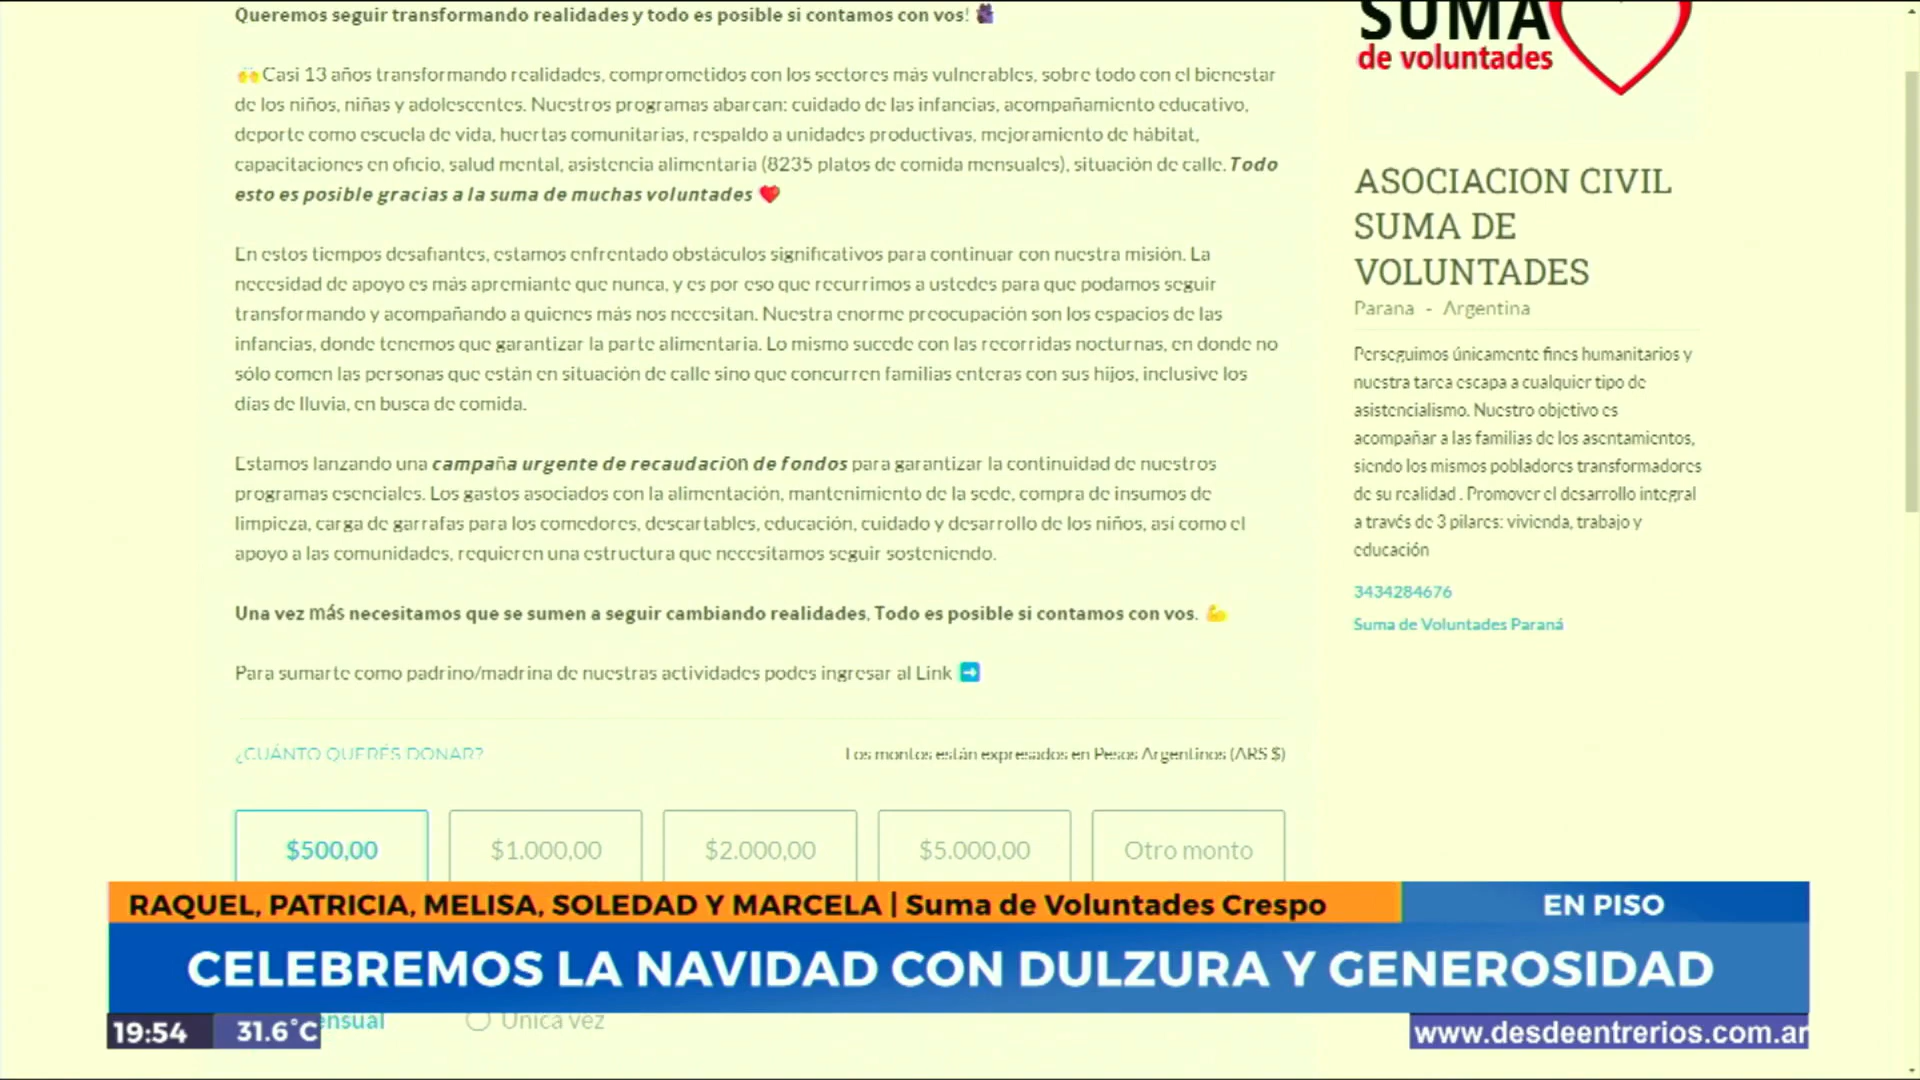 Queremos seguir transformando realidades y todo es posible si contamos con vos!
Casi 13 años transformando realidades, comprometidos con los sectores más vulnerables, sobre todo con el bienestar
de los niños, niñas y adolescentes. Nuestros programas abarcan: cuidado de las infancias, acompañamiento educativo,
deporte como escuela de vida, huertas comunitarias, respaldo a unidades productivas, mejoramiento de hábitat,
capacitaciones en oficio, salud mental, asistencia alimentaria (8235 platos de comida mensuales), situación de calle. Todo
esto es posible gracias a la suma de muchas voluntades ❤️
En estos tiempos desafiantes, estamos enfrentado obstáculos significativos para continuar con nuestra misión. La
necesidad de apoyo es más apremiante que nunca, y es por eso que recurrimos a ustedes para que podamos seguir
transformando y acompañando a quienes más nos necesitan. Nuestra enorme preocupación son los espacios de las
infancias, donde tenemos que garantizar la parte alimentaria. Lo mismo sucede con las recorridas nocturnas, en donde no
sólo comen las personas que están en situación de calle sino que concurren familias enteras con sus hijos, inclusive los
días de lluvia, en busca de comida.
Estamos lanzando una campaña urgente de recaudación de fondos para garantizar la continuidad de nuestros
programas esenciales. Los gastos asociados con la alimentación, mantenimiento de la sede, compra de insumos de
limpieza, carga de garrafas para los comedores, descartables, educación, cuidado y desarrollo de los niños, así como el
apoyo a las comunidades, requieren una estructura que necesitamos seguir sosteniendo.
Una vez más necesitamos que se sumen a seguir cambiando realidades. Todo es posible si contamos con vos. 💪
Para sumarte como padrino/madrina de nuestras actividades podes ingresar al Link ➡️
¿CUÁNTO QUERÉS DONAR?
Los montos están expresados en Pesos Argentinos (ARS $)
$500,00
$1.000,00
$2.000,00
$5.000,00
Otro monto
SUMA
de voluntades
ASOCIACION CIVIL
SUMA DE
VOLUNTADES
Parana - Argentina
Perseguimos únicamente fines humanitarios y
nuestra tarea escapa a cualquier tipo de
asistencialismo. Nuestro objetivo es
acompañar a las familias de los asentamientos,
siendo los mismos pobladores transformadores
de su realidad . Promover el desarrollo integral
a través de 3 pilares: vivienda, trabajo y
educación
3434284676
Suma de Voluntades Paraná
RAQUEL, PATRICIA, MELISA, SOLEDAD Y MARCELA | Suma de Voluntades Crespo
EN PISO
CELEBREMOS LA NAVIDAD CON DULZURA Y GENEROSIDAD
19:54
31.6°C
ensual
Única vez
www.desdeentrerios.com.ar